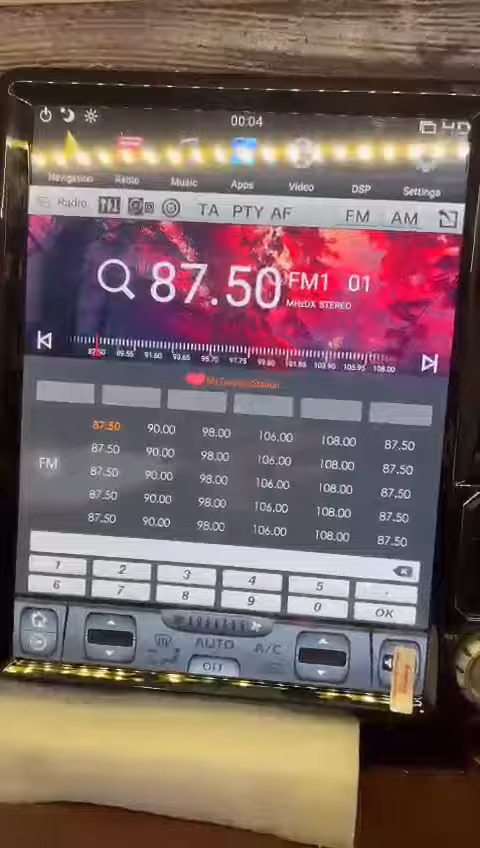 00:04
Navigation Radio Music Apps Video DSP Settings
Radio TA PTY AF FM AM
87.50 FM1 01
MHz DX STEREO
87.50 89.55 91.60 93.65 95.70 97.75 99.80 101.85 103.90 105.95 108.00
87.50 90.00 98.00 106.00 108.00 87.50
87.50 90.00 98.00 106.00 108.00 87.50
FM 87.50 90.00 98.00 106.00 108.00 87.50
87.50 90.00 98.00 106.00 108.00 87.50
87.50 90.00 98.00 106.00 108.00 87.50
1 2 3 4 5 .
6 7 8 9 0 OK
AUTO A/C
OFF